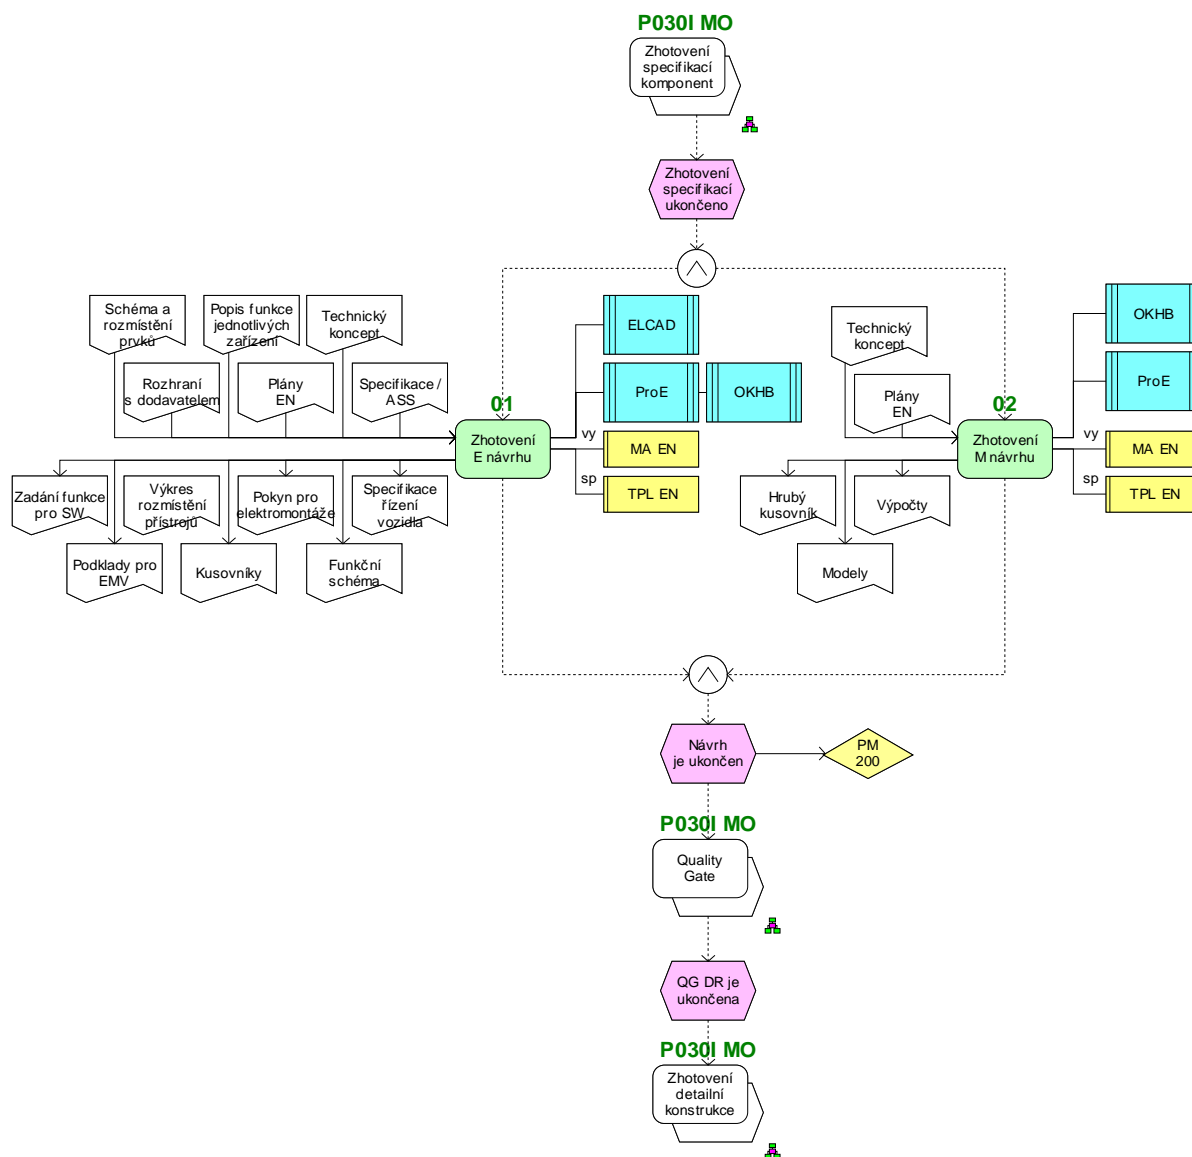 P030I MO
Zhotovení
specifikací
komponent
Zhotovení
specifikací
ukončeno
Schéma a
rozmístění
prvků
Popis funkce
jednotlivých
zařízení
Technický
koncept
Rozhraní
s dodavatelem
Plány
EN
Specifikace /
ASS
01
Zhotovení
E návrhu
ELCAD
ProE
OKHB
vy
MA EN
sp
TPL EN
Zadání funkce
pro SW
Výkres
rozmístění
přístrojů
Pokyn pro
elektromontáže
Specifikace
řízení
vozidla
Podklady pro
EMV
Kusovníky
Funkční
schéma
Technický
koncept
Plány
EN
02
Zhotovení
M návrhu
OKHB
ProE
vy
MA EN
sp
TPL EN
Hrubý
kusovník
Výpočty
Modely
Návrh
je ukončen
PM
200
P030I MO
Quality
Gate
QG DR je
ukončena
P030I MO
Zhotovení
detailní
konstrukce